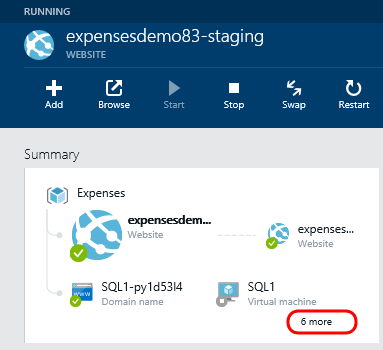 RUNNING
expensesdemo83-staging
WEBSITE
Add Browse Start Stop Swap Restart
Summary
Expenses
expensesdem...
Website
expenses...
Website
SQL1-py1d53l4
Domain name
SQL1
Virtual machine
6 more